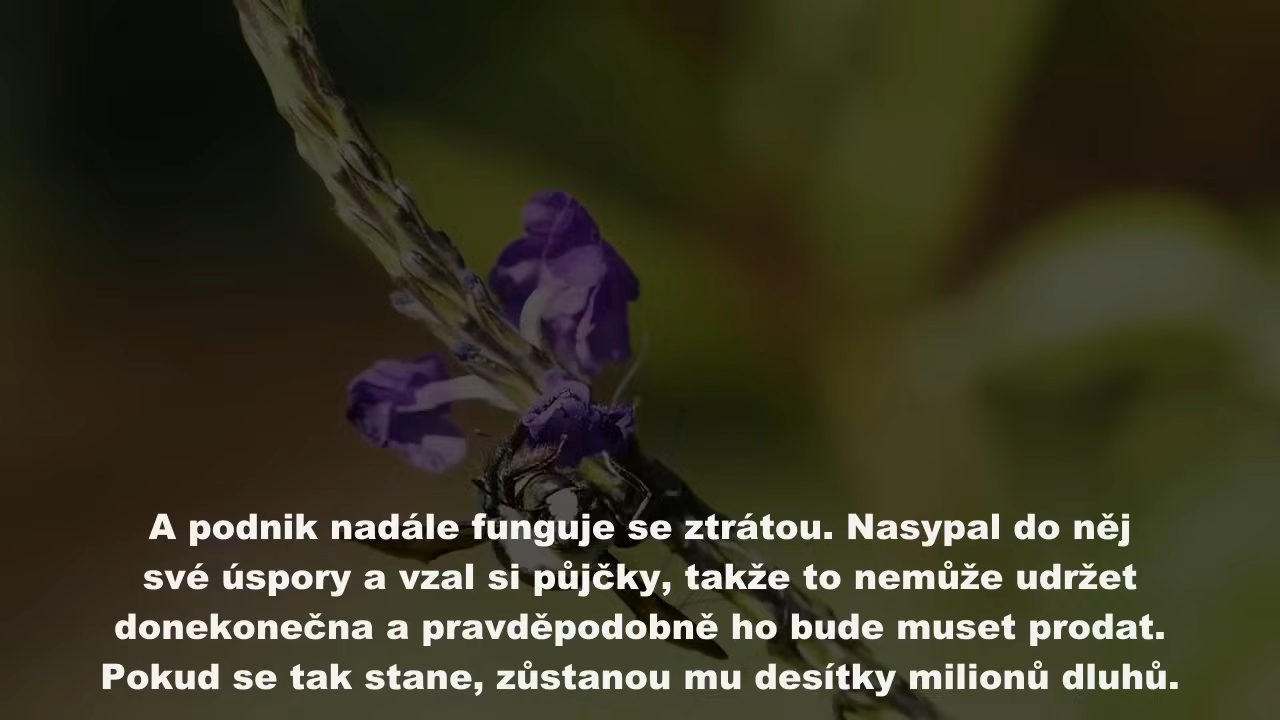 A podnik nadále funguje se ztrátou. Nasypal do něj
své úspory a vzal si půjčky, takže to nemůže udržet
donekonečna a pravděpodobně ho bude muset prodat.
Pokud se tak stane, zůstanou mu desítky milionů dluhů.